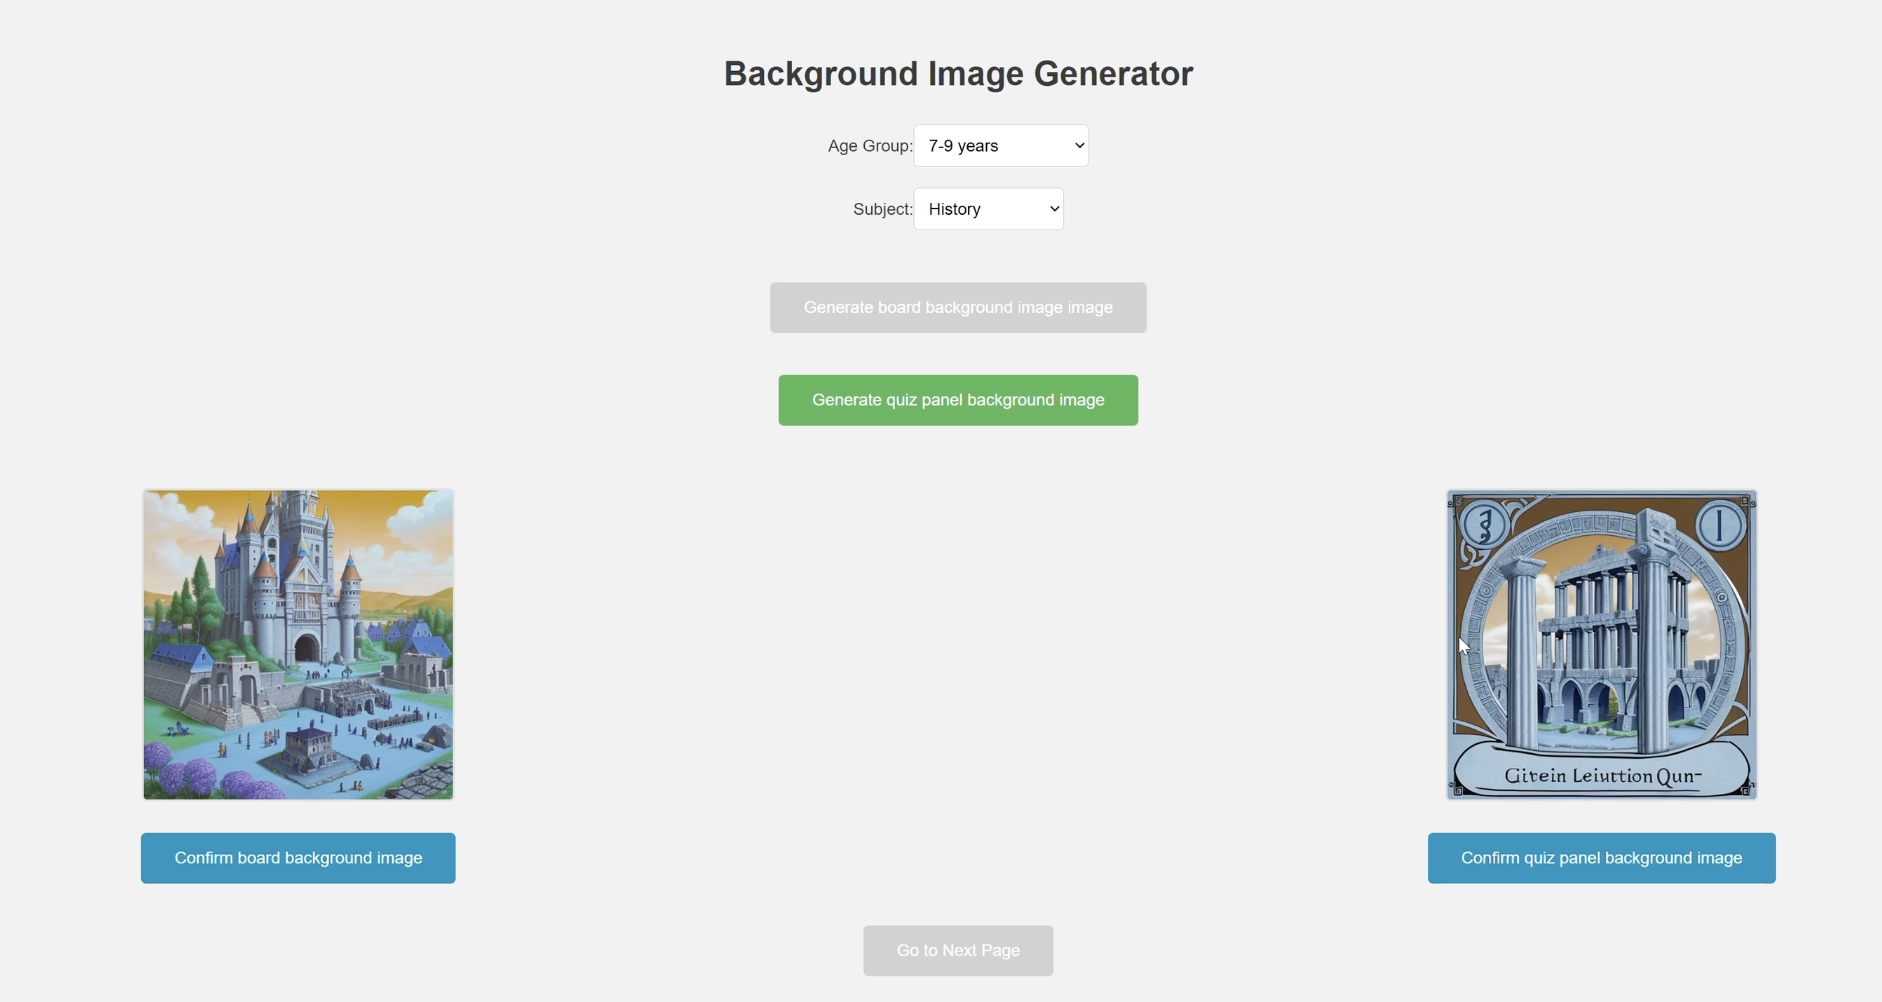 Background Image Generator
Age Group: 7-9 years
Subject: History
Generate board background image image
Generate quiz panel background image
Gitein Leiuttion Qun-
Confirm board background image
Confirm quiz panel background image
Go to Next Page